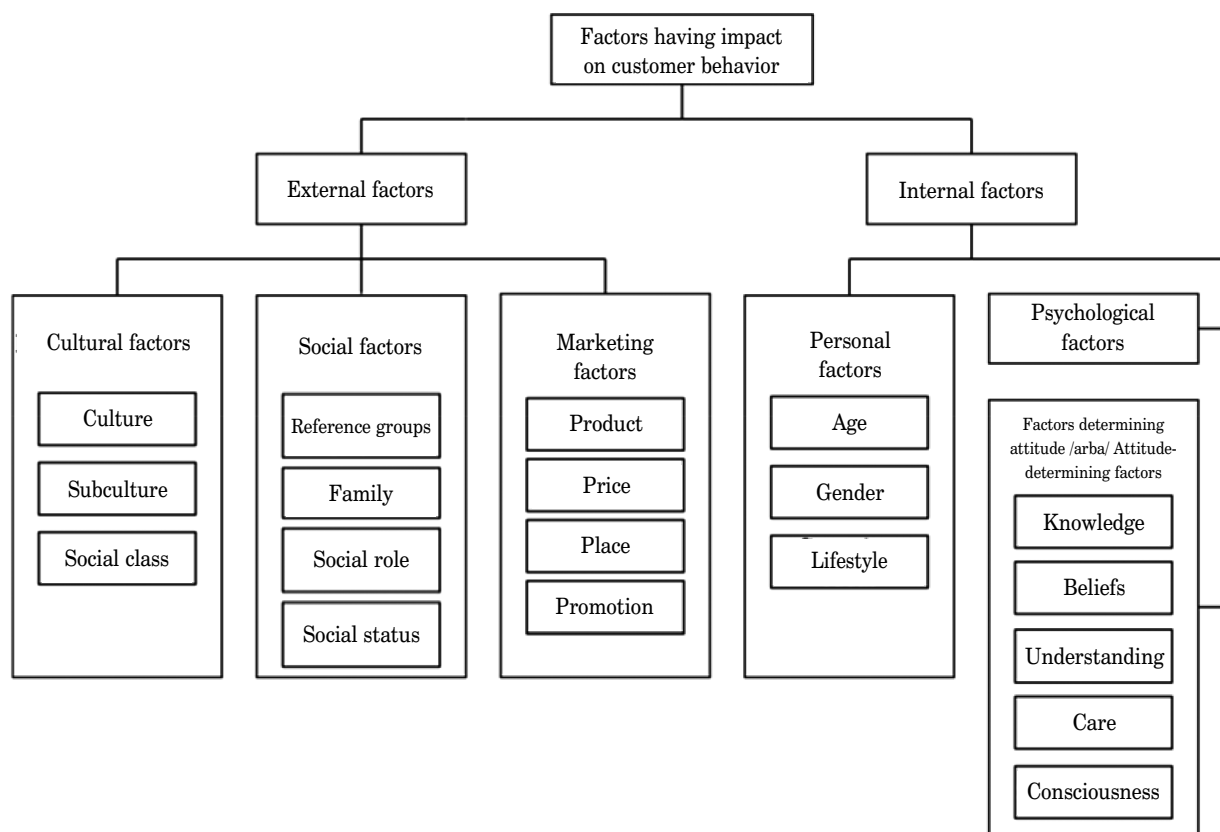 Factors having impact
on customer behavior
External factors
Internal factors
Cultural factors
Culture
Subculture
Social class
Social factors
Reference groups
Family
Social role
Social status
Marketing
factors
Product
Price
Place
Promotion
Personal
factors
Age
Gender
Lifestyle
Psychological
factors
Factors determining
attitude /arba/ Attitude-
determining factors
Knowledge
Beliefs
Understanding
Care
Consciousness